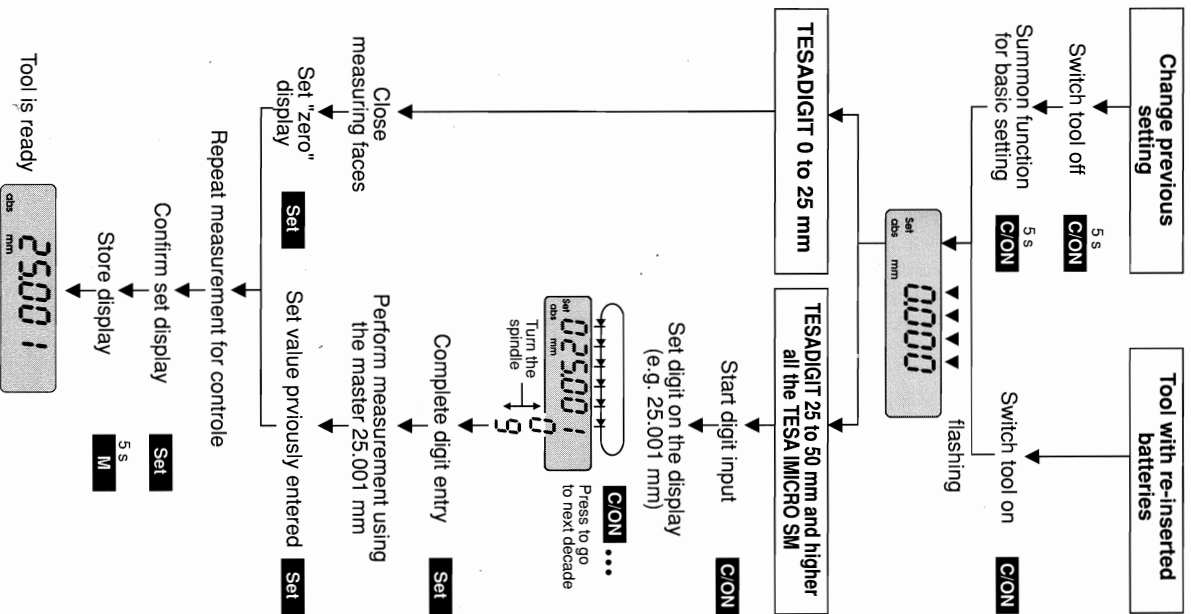 Change previous
setting
Switch tool off
5 s
C/ON
Summon function
for basic setting
5 s
C/ON
Tool with re-inserted
batteries
Switch tool on
C/ON
Set
abs
mm
0.000
flashing
TESADIGIT 0 to 25 mm
Close
measuring faces
Set "zero"
display
Set
TESADIGIT 25 to 50 mm and higher
all the TESA IMICRO SM
Start digit input
C/ON
Set digit on the display
(e.g. 25.001 mm)
Set
abs
mm
025.001
0
9
Turn the
spindle
C/ON ...
Press to go
to next decade
Complete digit entry
Set
Perform measurement using
the master 25.001 mm
Set value prviously entered
Set
Repeat measurement for controle
Confirm set display
Set
Store display
5 s
M
Tool is ready
abs
mm
25.001